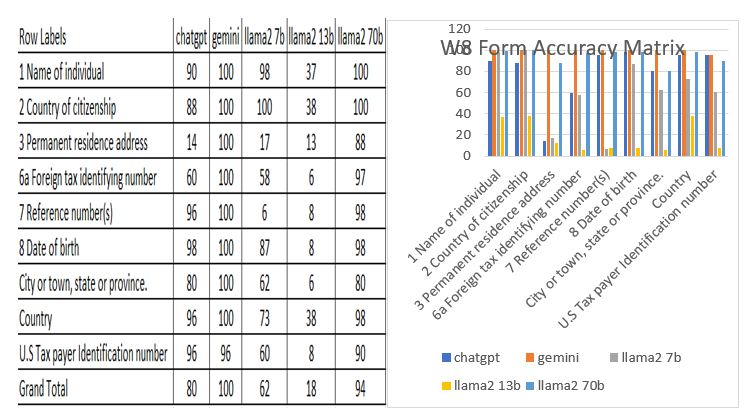 Row Labels chatgpt gemini llama2 7b llama2 13b llama2 70b
1 Name of individual 90 100 98 37 100
2 Country of citizenship 88 100 100 38 100
3 Permanent residence address 14 100 17 13 88
6a Foreign tax identifying number 60 100 58 6 97
7 Reference number(s) 96 100 6 8 98
8 Date of birth 98 100 87 8 98
City or town, state or province. 80 100 62 6 80
Country 96 100 73 38 98
U.S Tax payer Identification number 96 96 60 8 90
Grand Total 80 100 62 18 94
W8 Form Accuracy Matrix
120
100
80
60
40
20
0
1 Name of individual
2 Country of citizenship
3 Permanent residence address
6a Foreign tax identifying number
7 Reference number(s)
8 Date of birth
City or town, state or province.
Country
U.S Tax payer Identification number
chatgpt gemini llama2 7b
llama2 13b llama2 70b